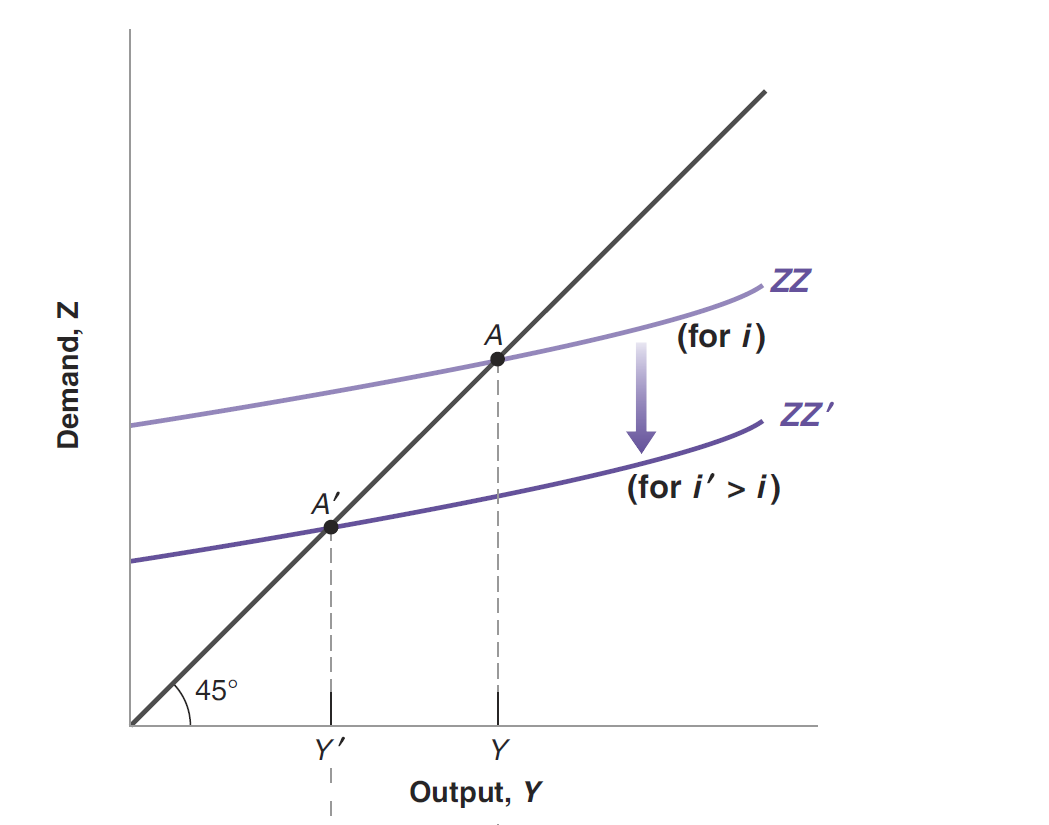 Demand, Z
ZZ
(for i)
A
ZZ′
(for i′ > i)
A′
45°
Y′
Y
Output, Y